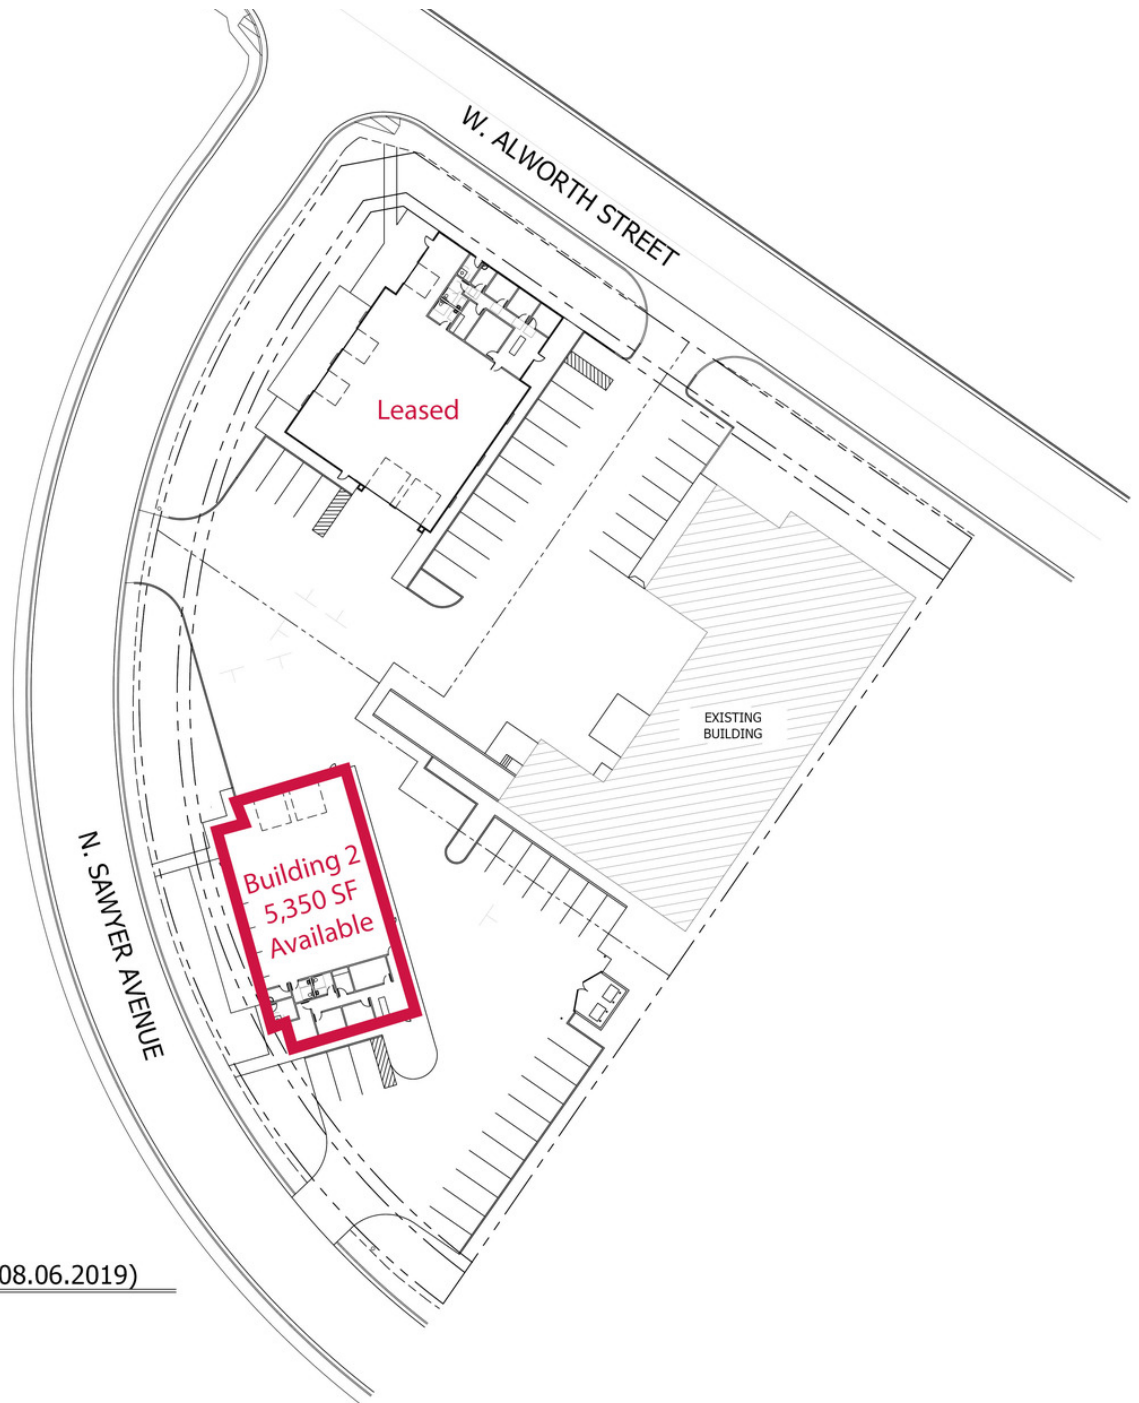 W. ALWORTH STREET
Leased
EXISTING
BUILDING
Building 2
5,350 SF
Available
N. SAWYER AVENUE
08.06.2019)